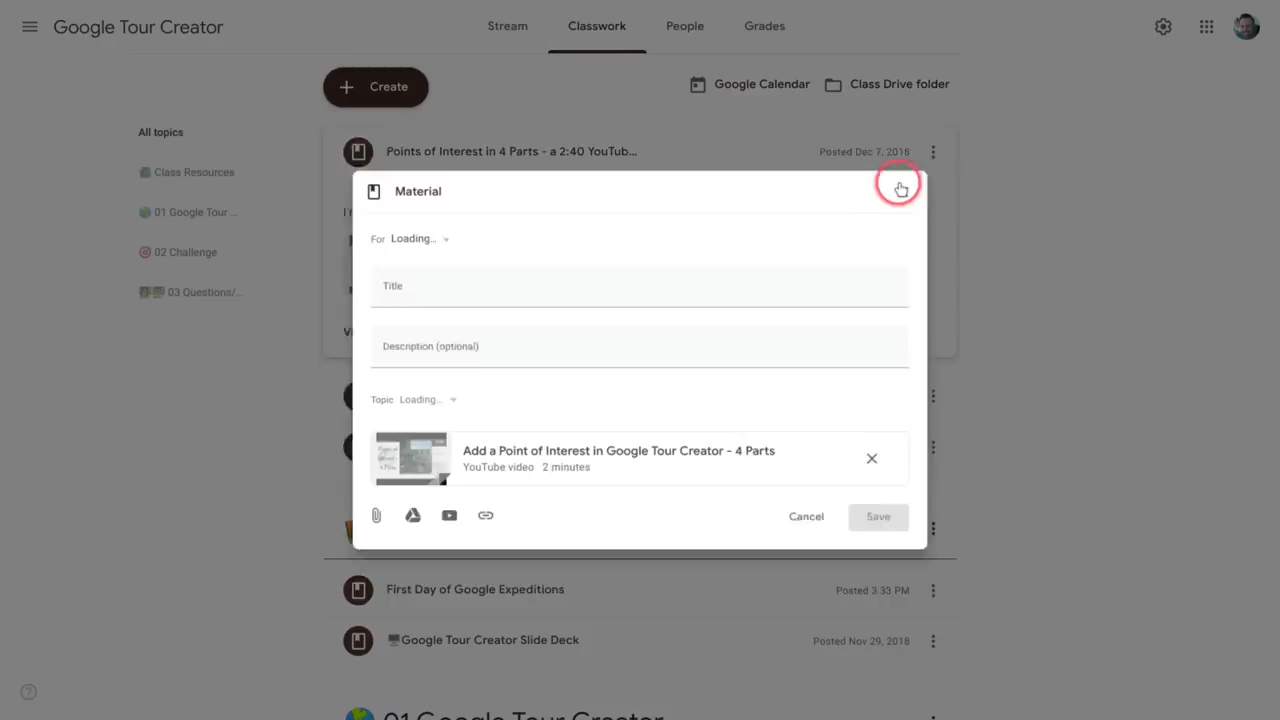 Google Tour Creator
Stream
Classwork
People
Grades
Create
Google Calendar
Class Drive folder
All topics
Class Resources
01 Google Tour ...
02 Challenge
03 Questions/...
Points of Interest in 4 Parts - a 2:40 YouTub...
Posted Dec 7, 2018
Material
For Loading...
Title
Description (optional)
Topic Loading...
Add a Point of Interest in Google Tour Creator - 4 Parts
YouTube video 2 minutes
Cancel
Save
First Day of Google Expeditions
Posted 3:33 PM
Google Tour Creator Slide Deck
Posted Nov 29, 2018
01 Google Tour Creator